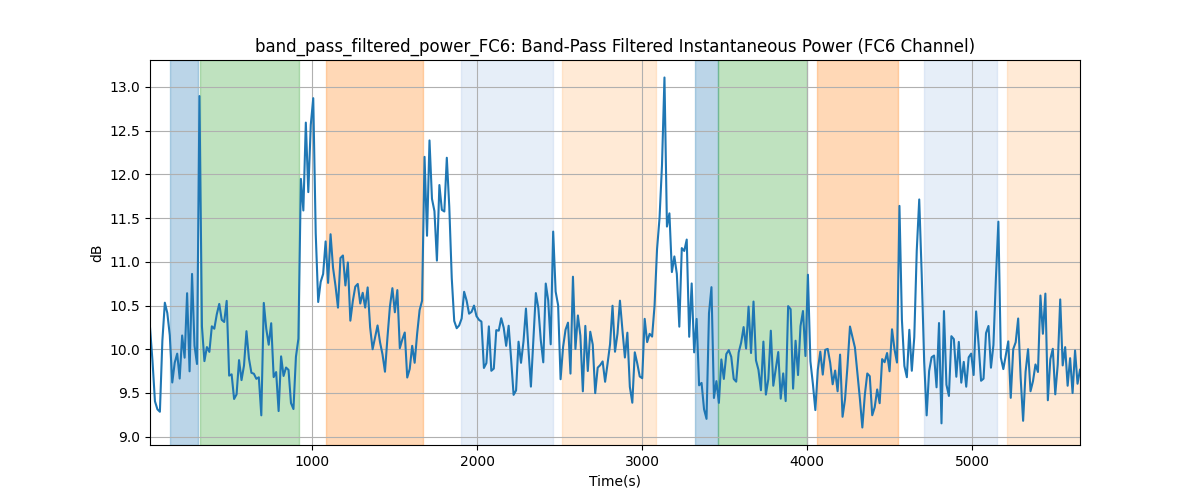 band_pass_filtered_power_FC6: Band-Pass Filtered Instantaneous Power (FC6 Channel)
13.0
12.5
12.0
11.5
11.0
10.5
10.0
9.5
9.0
dB
1000 2000 3000 4000 5000
Time(s)